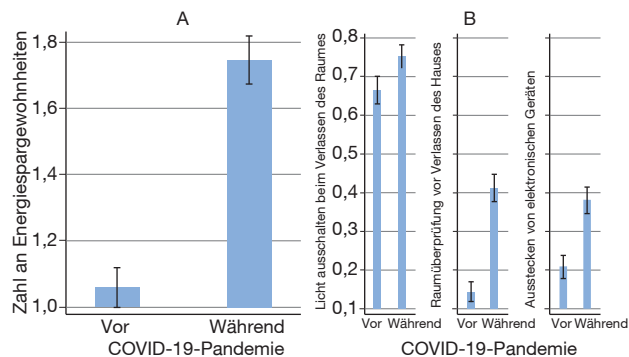 A
Zahl an Energiespargewohnheiten
1,8
1,6
1,4
1,2
1,0
Vor
Während
COVID-19-Pandemie
B
Licht ausschalten beim Verlassen des Raumes
0,8
0,7
0,6
0,5
0,4
0,3
0,2
0,1
Vor Während
Raumüberprüfung vor Verlassen des Hauses
Vor Während
Ausstecken von elektronischen Geräten
Vor Während
COVID-19-Pandemie